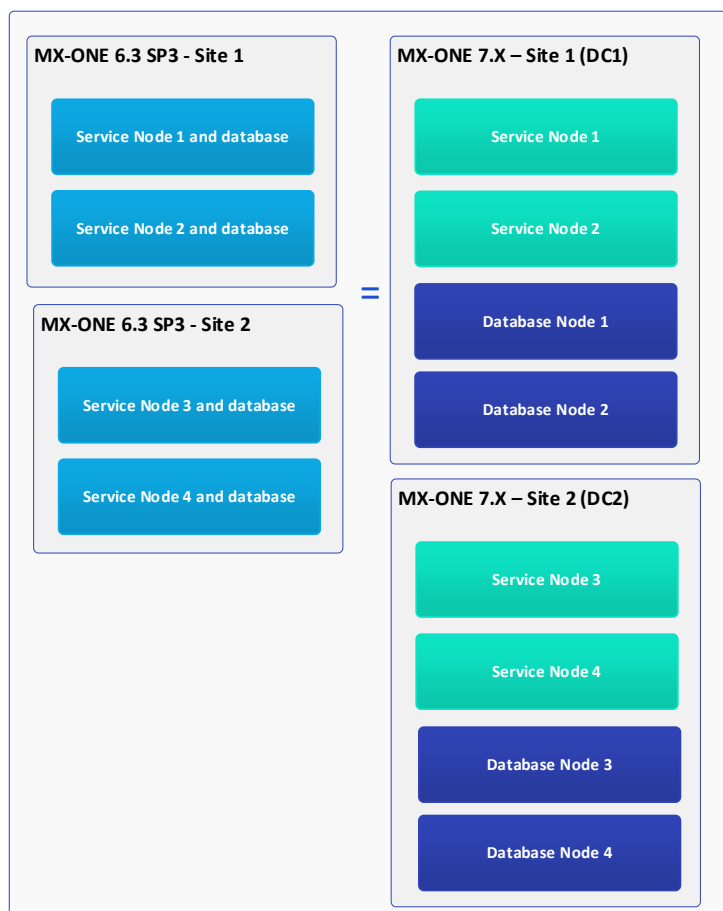 MX-ONE 6.3 SP3 - Site 1
Service Node 1 and database
Service Node 2 and database
MX-ONE 6.3 SP3 - Site 2
Service Node 3 and database
Service Node 4 and database
=
MX-ONE 7.X – Site 1 (DC1)
Service Node 1
Service Node 2
Database Node 1
Database Node 2
MX-ONE 7.X – Site 2 (DC2)
Service Node 3
Service Node 4
Database Node 3
Database Node 4